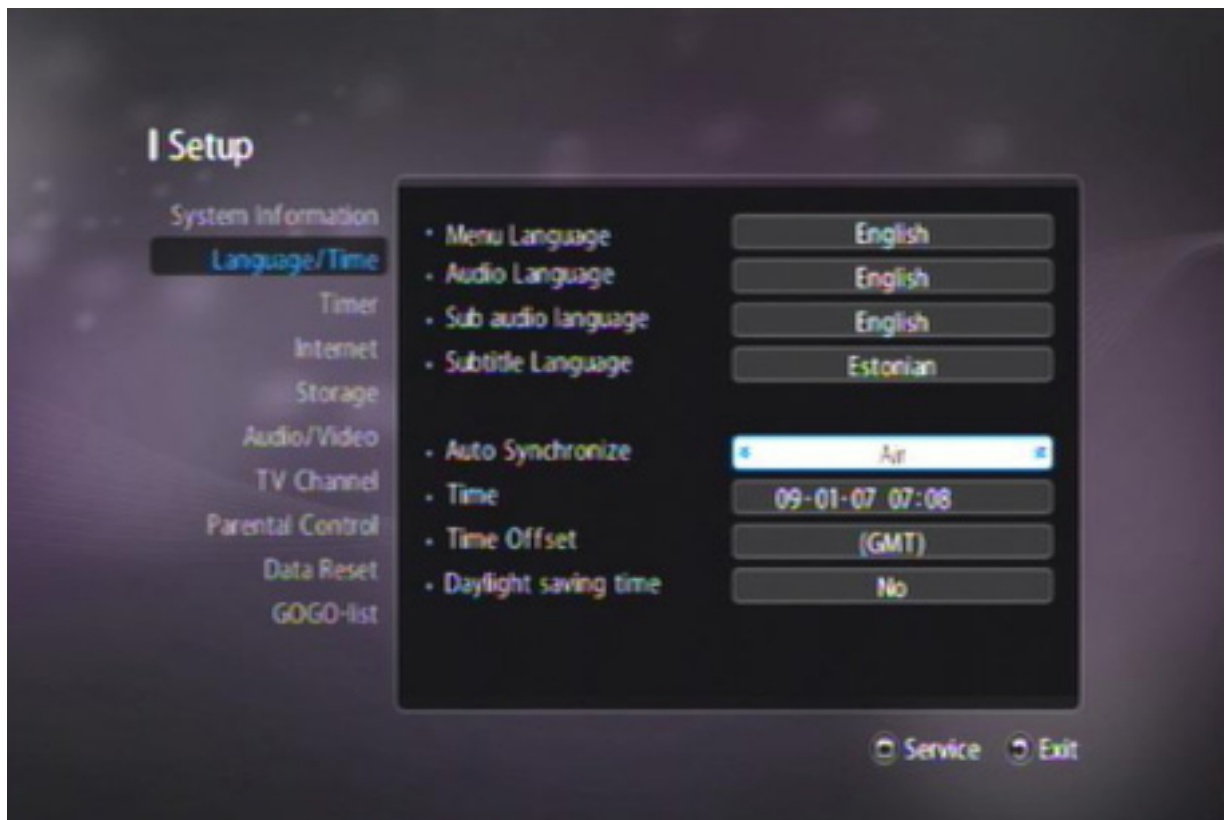 Setup
System Information
Language/Time
Timer
Internet
Storage
Audio/Video
TV Channel
Parental Control
Data Reset
GOGO-list
Menu Language English
Audio Language English
Sub audio language English
Subtitle Language Estonian
Auto Synchronize Air
Time 09-01-07 07:08
Time Offset (GMT)
Daylight saving time No
Service Exit